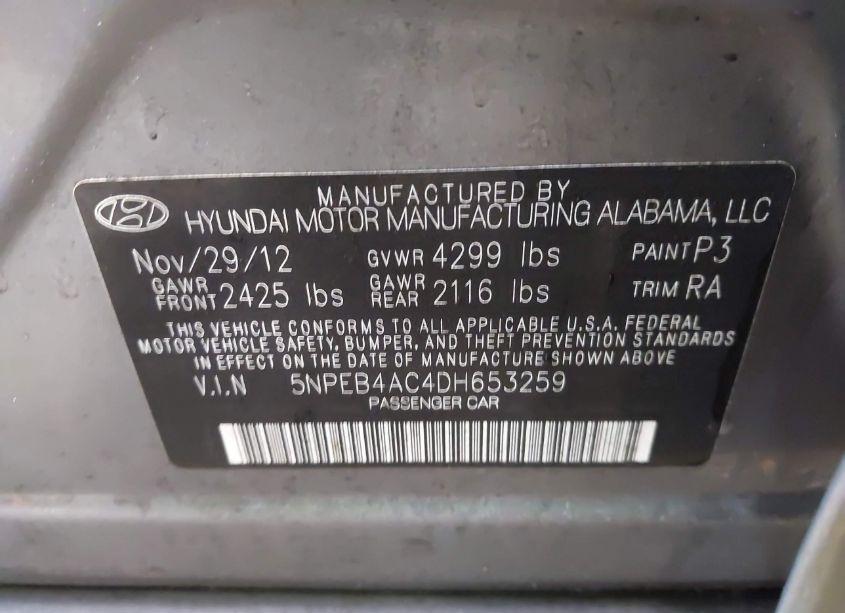 MANUFACTURED BY
HYUNDAI MOTOR MANUFACTURING ALABAMA, LLC
Nov/29/12 GVWR 4299 lbs PAINT P3
GAWR FRONT 2425 lbs GAWR REAR 2116 lbs TRIM RA
THIS VEHICLE CONFORMS TO ALL APPLICABLE U.S.A. FEDERAL
MOTOR VEHICLE SAFETY, BUMPER, AND THEFT PREVENTION STANDARDS
IN EFFECT ON THE DATE OF MANUFACTURE SHOWN ABOVE
V.I.N 5NPEB4AC4DH653259
PASSENGER CAR